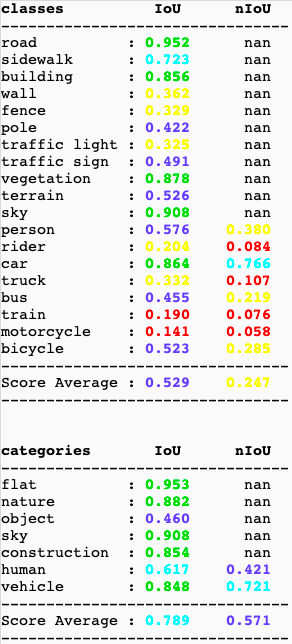 classes IoU nIoU
--------------------------------
road : 0.952 nan
sidewalk : 0.723 nan
building : 0.856 nan
wall : 0.362 nan
fence : 0.329 nan
pole : 0.422 nan
traffic light : 0.325 nan
traffic sign : 0.491 nan
vegetation : 0.878 nan
terrain : 0.526 nan
sky : 0.908 nan
person : 0.576 0.380
rider : 0.204 0.084
car : 0.864 0.766
truck : 0.332 0.107
bus : 0.455 0.219
train : 0.190 0.076
motorcycle : 0.141 0.058
bicycle : 0.523 0.285
--------------------------------
Score Average : 0.529 0.247
--------------------------------
categories IoU nIoU
--------------------------------
flat : 0.953 nan
nature : 0.882 nan
object : 0.460 nan
sky : 0.908 nan
construction : 0.854 nan
human : 0.617 0.421
vehicle : 0.848 0.721
--------------------------------
Score Average : 0.789 0.571
--------------------------------